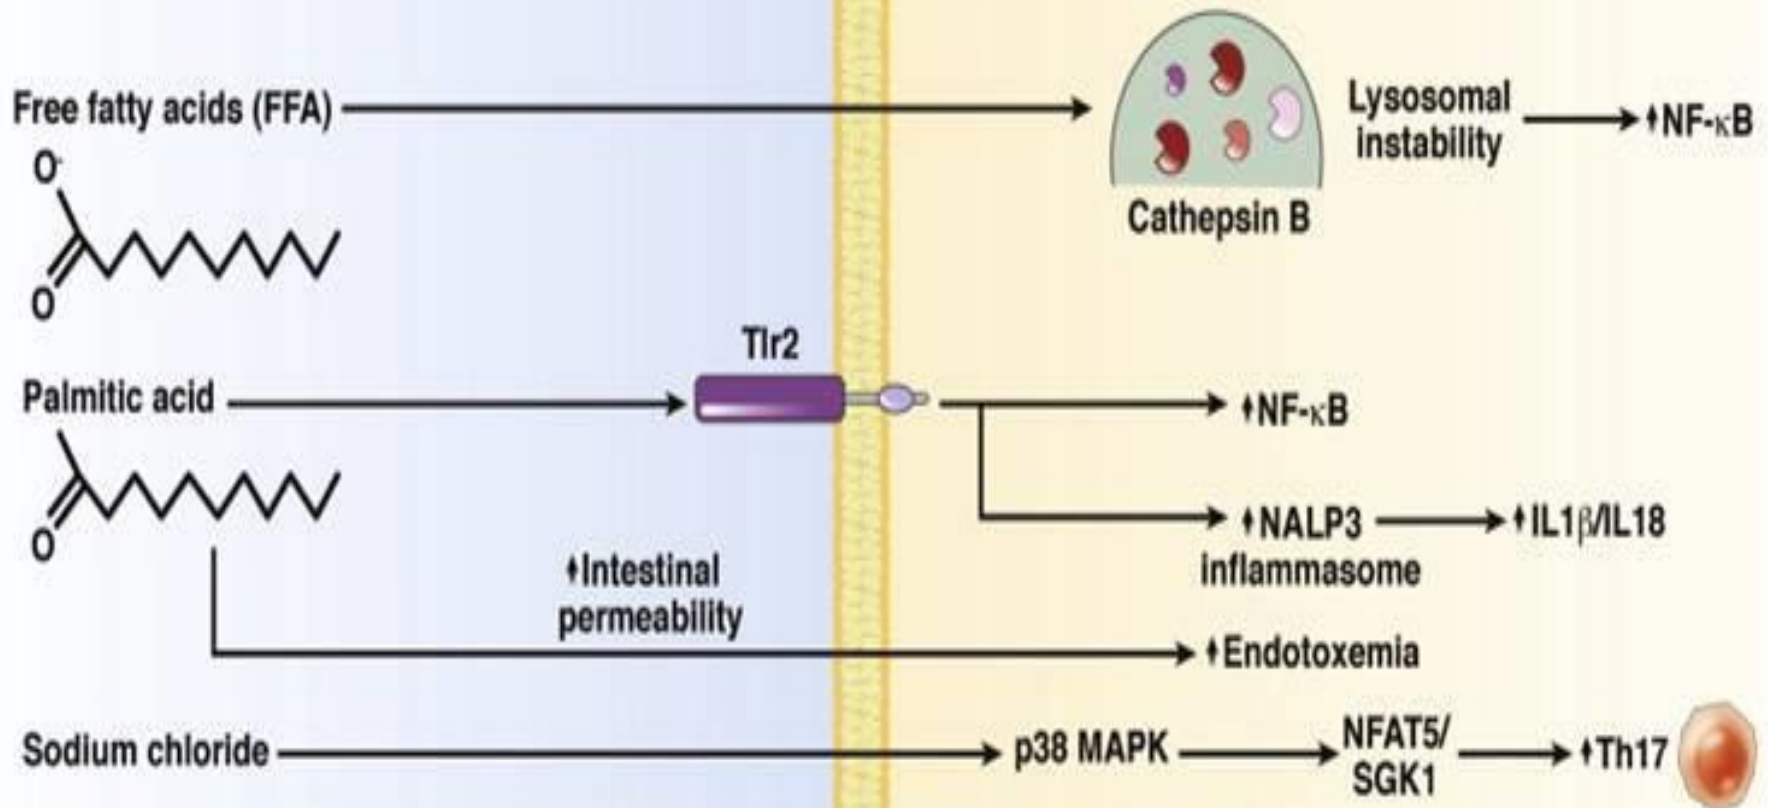 Free fatty acids (FFA)
O-
O
Cathepsin B
Lysosomal
instability
↑NF-κB
Tlr2
Palmitic acid
O
↑NF-κB
↑NALP3
inflammasome
↑IL1β/IL18
↑Intestinal
permeability
↑Endotoxemia
Sodium chloride
p38 MAPK
NFAT5/
SGK1
↑Th17